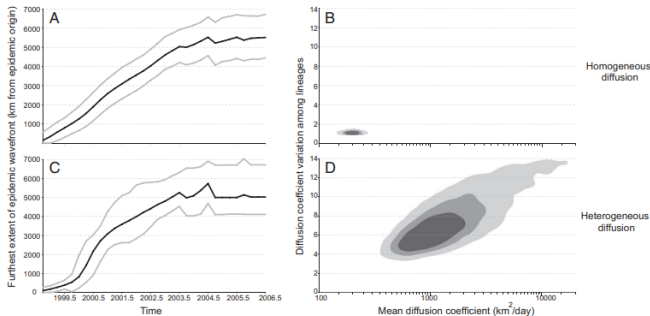 A
7000
6000
5000
4000
3000
2000
1000
0
B
14
12
10
8
6
4
2
0
Homogeneous
diffusion
C
7000
6000
5000
4000
3000
2000
1000
0
1999.5 2000.5 2001.5 2002.5 2003.5 2004.5 2005.5 2006.5
Time
Furthest extent of epidemic wavefront (km from epidemic origin)
D
14
12
10
8
6
4
2
0
100 1000 10000
Mean diffusion coefficient (km2/day)
Diffusion coefficient variation among lineages
Heterogeneous
diffusion